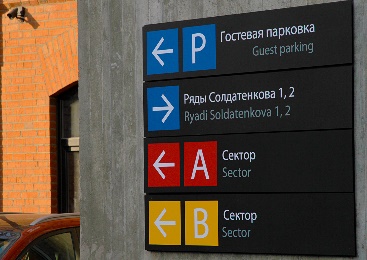 ← P Гостевая парковка
Guest parking
→ Ряды Солдатенкова 1, 2
Ryadi Soldatenkova 1, 2
← A Сектор
Sector
← B Сектор
Sector